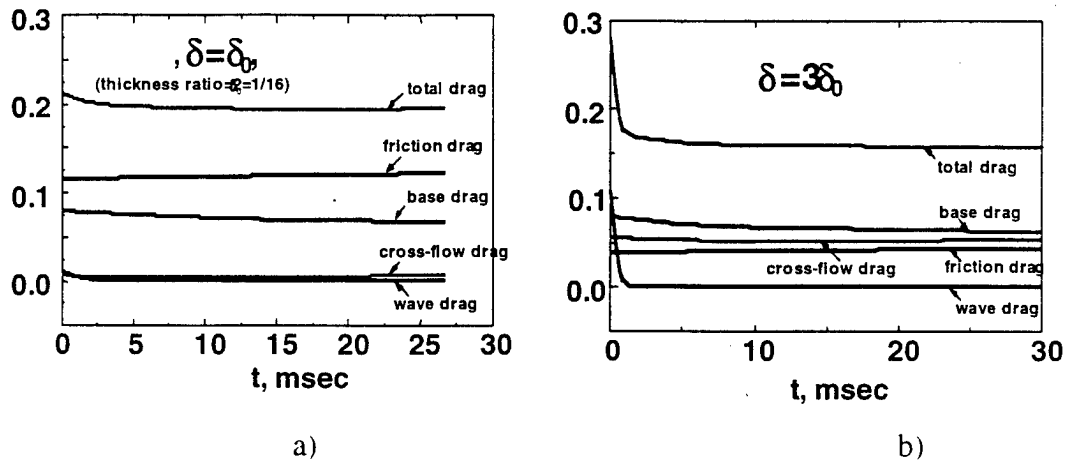 0.3
0.2
0.1
0.0
, δ=δ₀,
(thickness ratio= =1/16)
total drag
friction drag
base drag
cross-flow drag
wave drag
0 5 10 15 20 25 30
t, msec
a)
0.3
0.2
0.1
0.0
δ=3δ₀
total drag
base drag
cross-flow drag
friction drag
wave drag
0 10 20 30
t, msec
b)